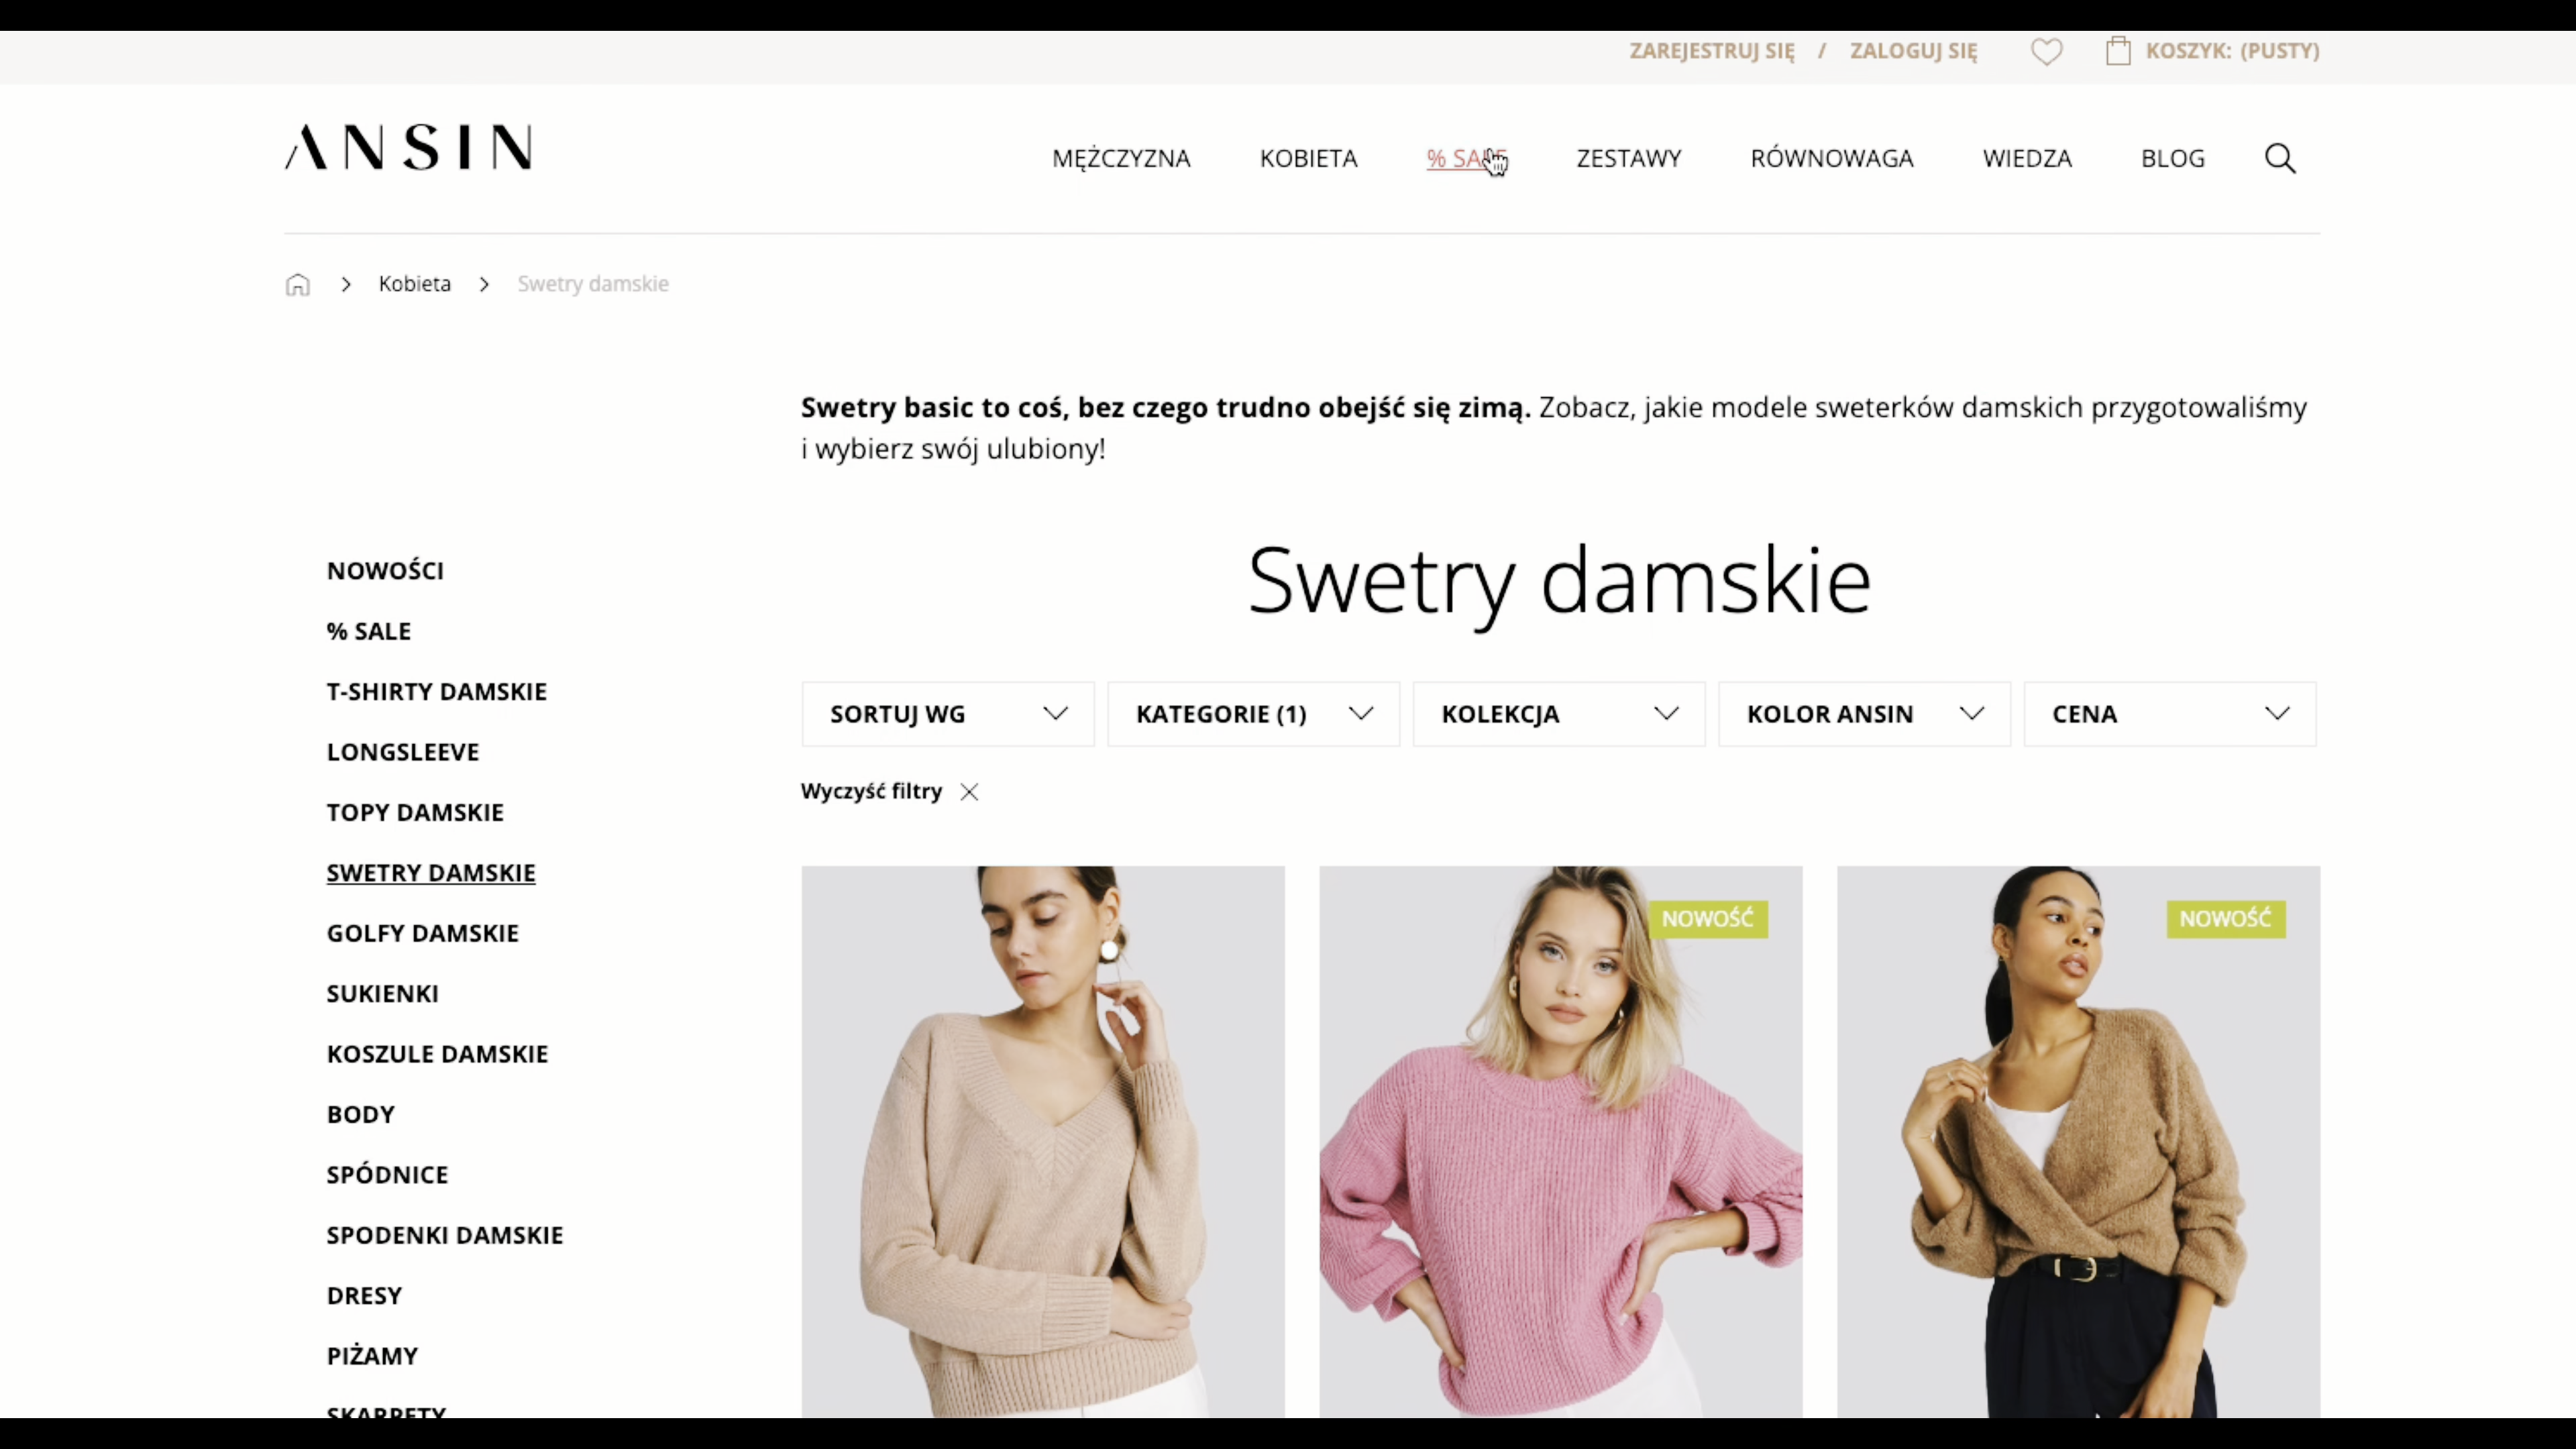 ZAREJESTRUJ SIĘ / ZALOGUJ SIĘ KOSZYK: (PUSTY)
ANSIN
MĘŻCZYZNA KOBIETA % SALE ZESTAWY RÓWNOWAGA WIEDZA BLOG
Kobieta Swetry damskie
Swetry basic to coś, bez czego trudno obejść się zimą. Zobacz, jakie modele sweterków damskich przygotowaliśmy
i wybierz swój ulubiony!
NOWOŚCI
% SALE
T-SHIRTY DAMSKIE
LONGSLEEVE
TOPY DAMSKIE
SWETRY DAMSKIE
GOLFY DAMSKIE
SUKIENKI
KOSZULE DAMSKIE
BODY
SPÓDNICE
SPODENKI DAMSKIE
DRESY
PIŻAMY
SKARPETY
Swetry damskie
SORTUJ WG KATEGORIE (1) KOLEKCJA KOLOR ANSIN CENA
Wyczyść filtry
NOWOŚĆ
NOWOŚĆ